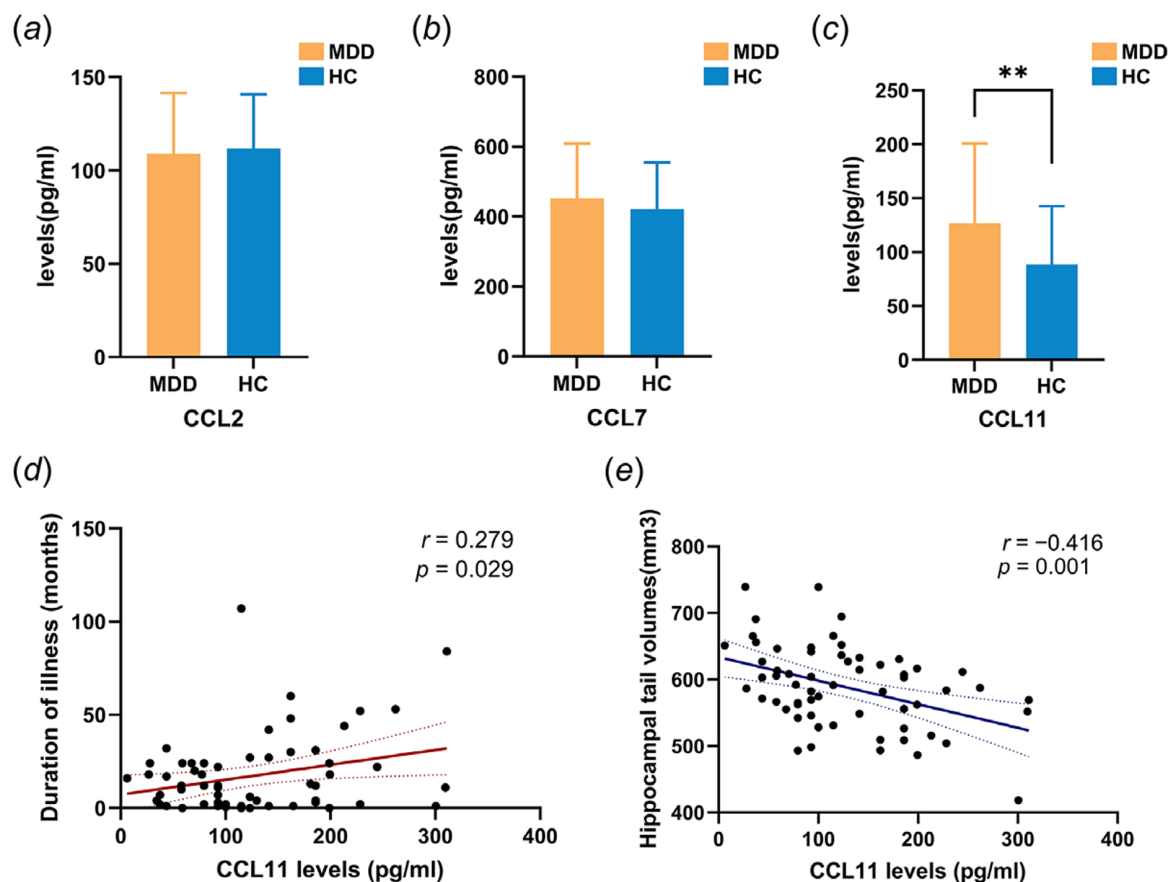 (a)
MDD
HC
150
100
50
0
levels(pg/ml)
MDD HC
CCL2
(b)
MDD
HC
800
600
400
200
0
levels(pg/ml)
MDD HC
CCL7
(c)
MDD
HC
**
250
200
150
100
50
0
levels(pg/ml)
MDD HC
CCL11
(d)
r = 0.279
p = 0.029
150
100
50
0
Duration of illness (months)
0 100 200 300 400
CCL11 levels (pg/ml)
(e)
r = −0.416
p = 0.001
800
700
600
500
400
Hippocampal tail volumes(mm3)
0 100 200 300 400
CCL11 levels (pg/ml)